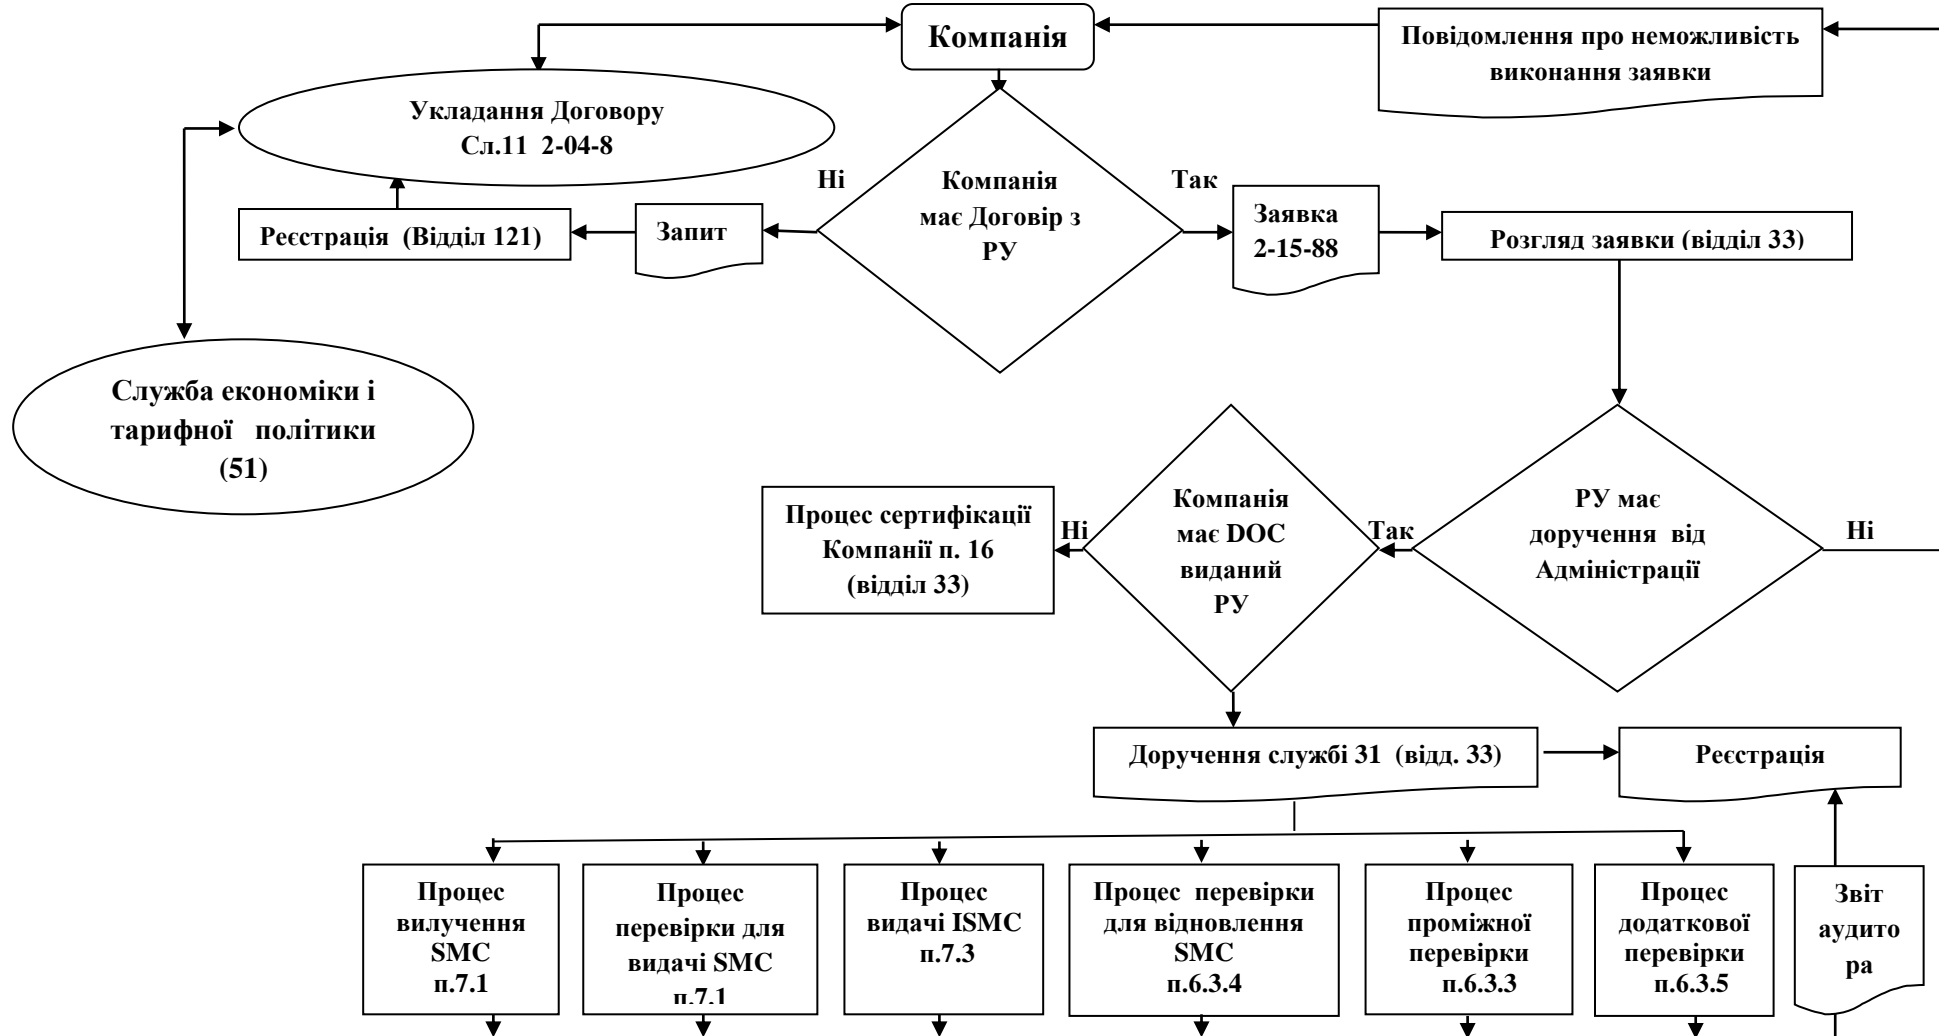 Компанія
Повідомлення про неможливість
виконання заявки
Укладання Договору
Сл.11 2-04-8
Ні
Компанія
має Договір з
РУ
Так
Заявка
2-15-88
Розгляд заявки (відділ 33)
Реєстрація (Відділ 121)
Запит
Служба економіки і
тарифної політики
(51)
Процес сертифікації
Компанії п. 16
(відділ 33)
Ні
Компанія
має DOC
виданий
РУ
Так
РУ має
доручення від
Адміністрації
Ні
Доручення службі 31 (відд. 33)
Реєстрація
Процес
вилучення
SMC
п.7.1
Процес
перевірки для
видачі SMC
п.7.1
Процес
видачі ISMC
п.7.3
Процес перевірки
для відновлення
SMC
п.6.3.4
Процес
проміжної
перевірки
п.6.3.3
Процес
додаткової
перевірки
п.6.3.5
Звіт
аудито
ра